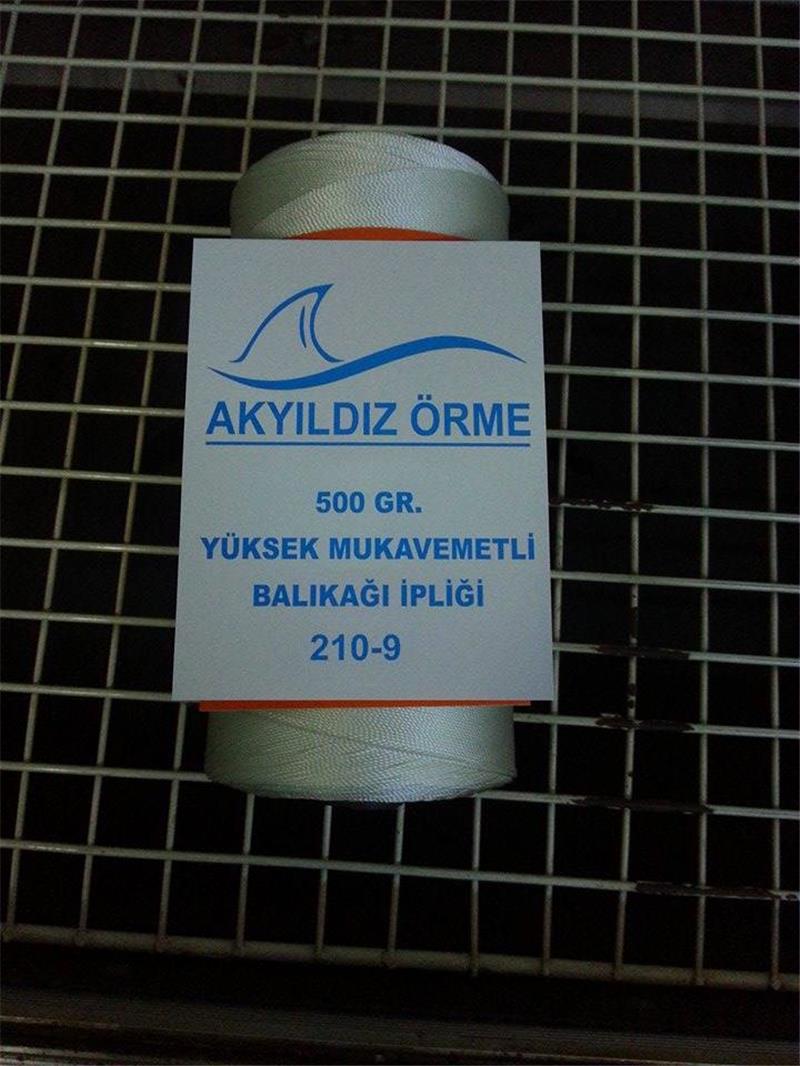 AKYILDIZ ÖRME
500 GR.
YÜKSEK MUKAVEMETLİ
BALIKAĞI İPLİĞİ
210-9